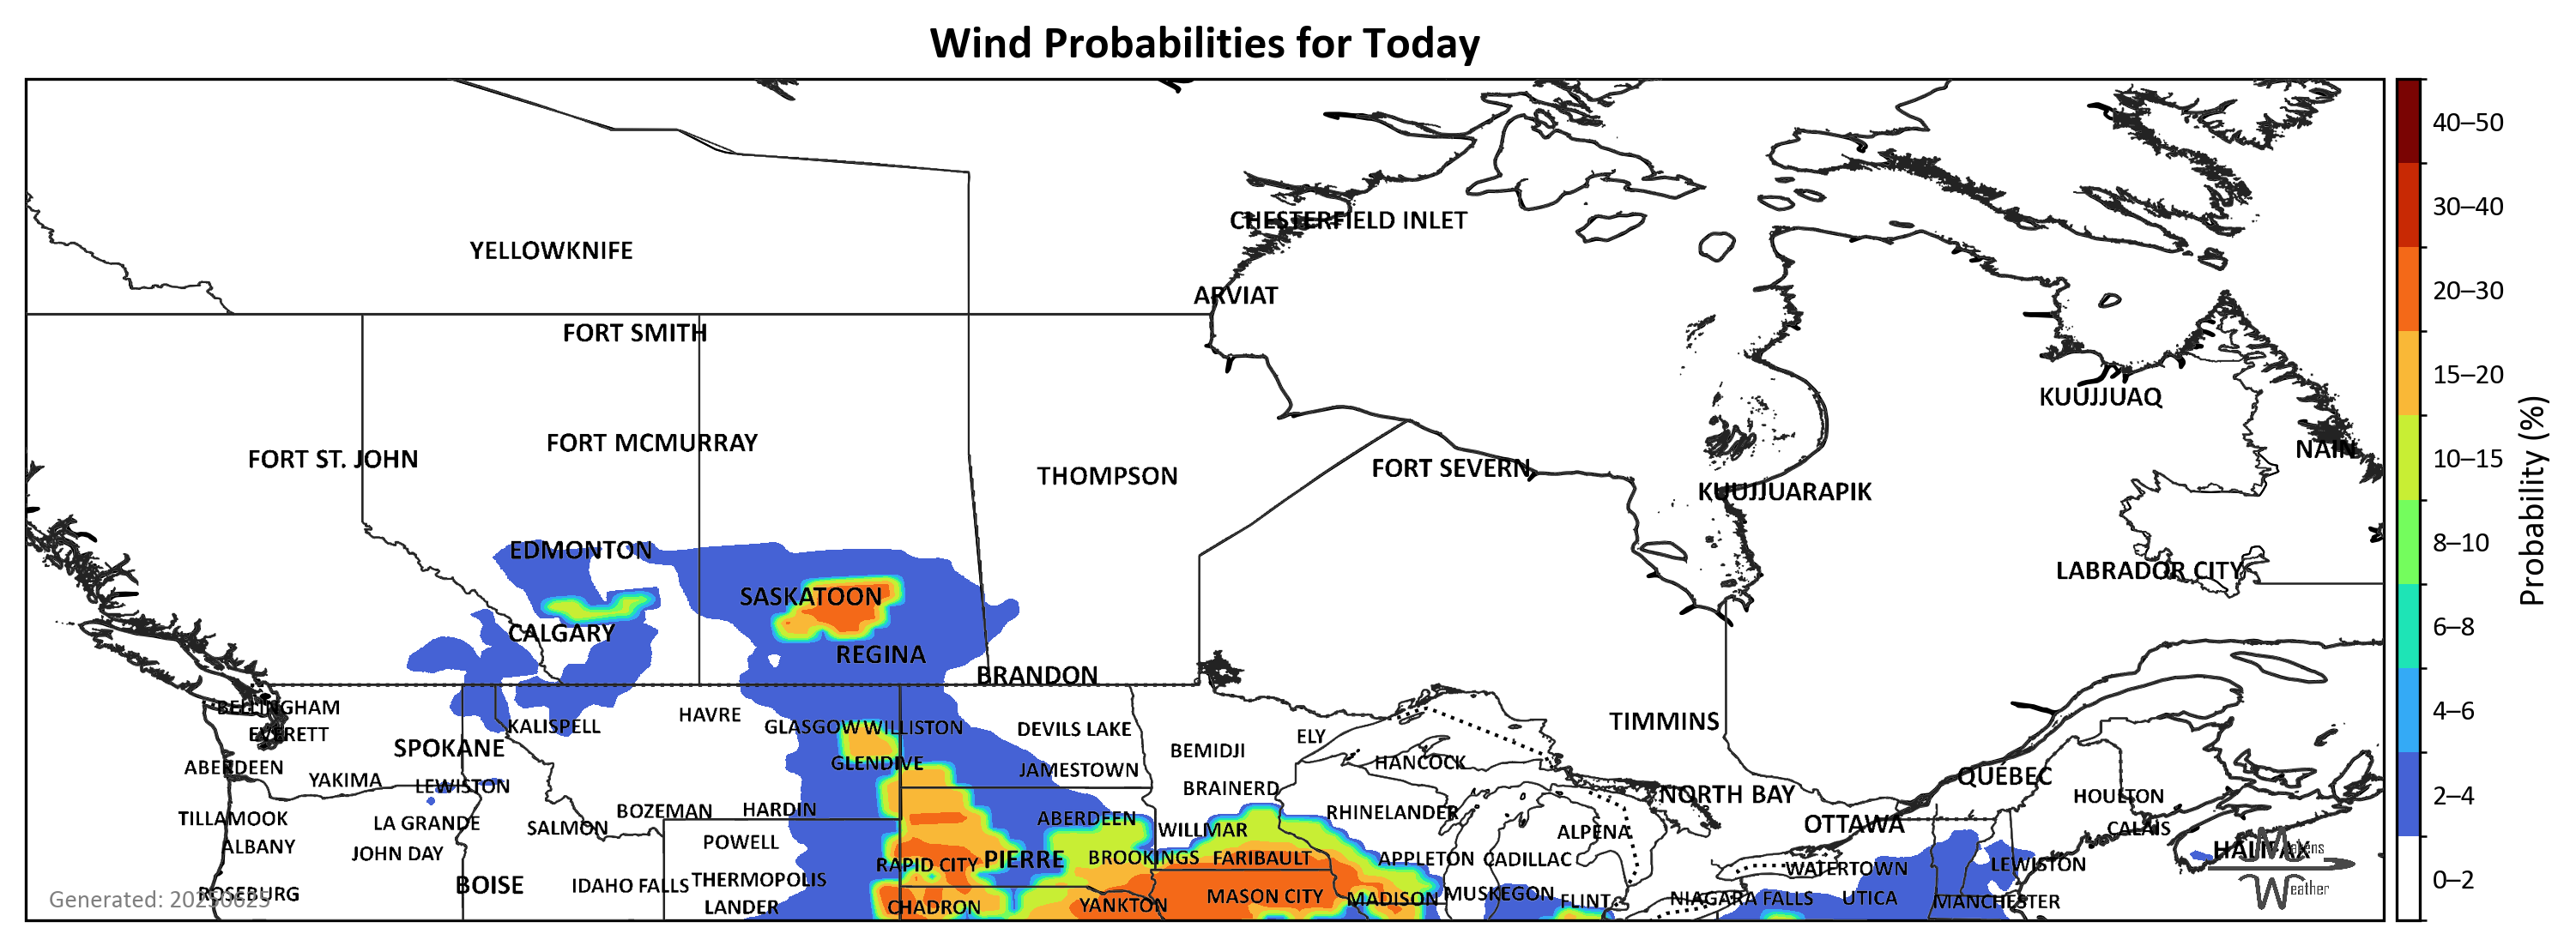 Wind Probabilities for Today
40–50
30–40
CHESTERFIELD INLET
YELLOWKNIFE
20–30
ARVIAT
FORT SMITH
15–20
KUUJJUAQ
FORT MCMURRAY
NAIN
FORT ST. JOHN
10–15
FORT SEVERN
THOMPSON
KUUJJUARAPIK
8–10
Probability (%)
EDMONTON
LABRADOR CITY
SASKATOON
6–8
CALGARY
REGINA
BRANDON
BELLINGHAM
HAVRE
4–6
TIMMINS
KALISPELL
GLASGOW
WILLISTON
DEVILS LAKE
EVERETT
ELY
SPOKANE
BEMIDJI
GLENDIVE
HANCOCK
ABERDEEN
JAMESTOWN
QUÉBEC
YAKIMA
LEWISTON
BRAINERD
NORTH BAY
HOULTON
2–4
BOZEMAN
HARDIN
RHINELANDER
TILLAMOOK
ABERDEEN
LA GRANDE
OTTAWA
SALMON
WILLMAR
CALAIS
ALPENA
POWELL
ALBANY
HALIFAX
JOHN DAY
BROOKINGS
FARIBAULT
APPLETON
CADILLAC
PIERRE
RAPID CITY
LEWISTON
WATERTOWN
THERMOPOLIS
0–2
BOISE
IDAHO FALLS
Weather
ROSEBURG
MUSKEGON
MASON CITY
NIAGARA FALLS
UTICA
MADISON
Generated: 20250625
FLINT
MANCHESTER
YANKTON
LANDER
CHADRON